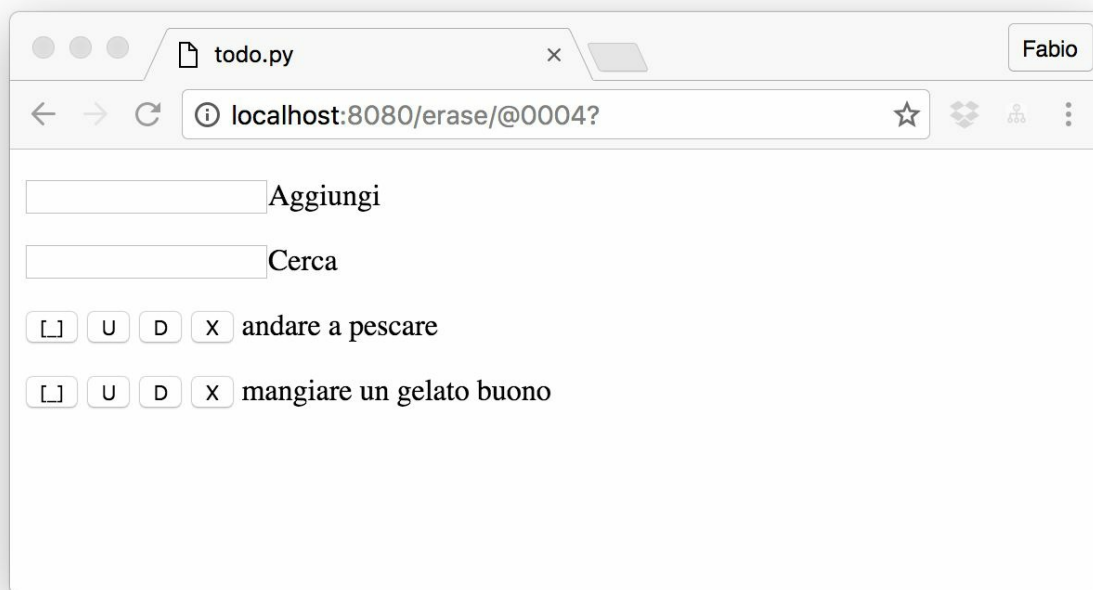 todo.py
Fabio
localhost:8080/erase/@0004?
Aggiungi
Cerca
[_] U D X andare a pescare
[_] U D X mangiare un gelato buono